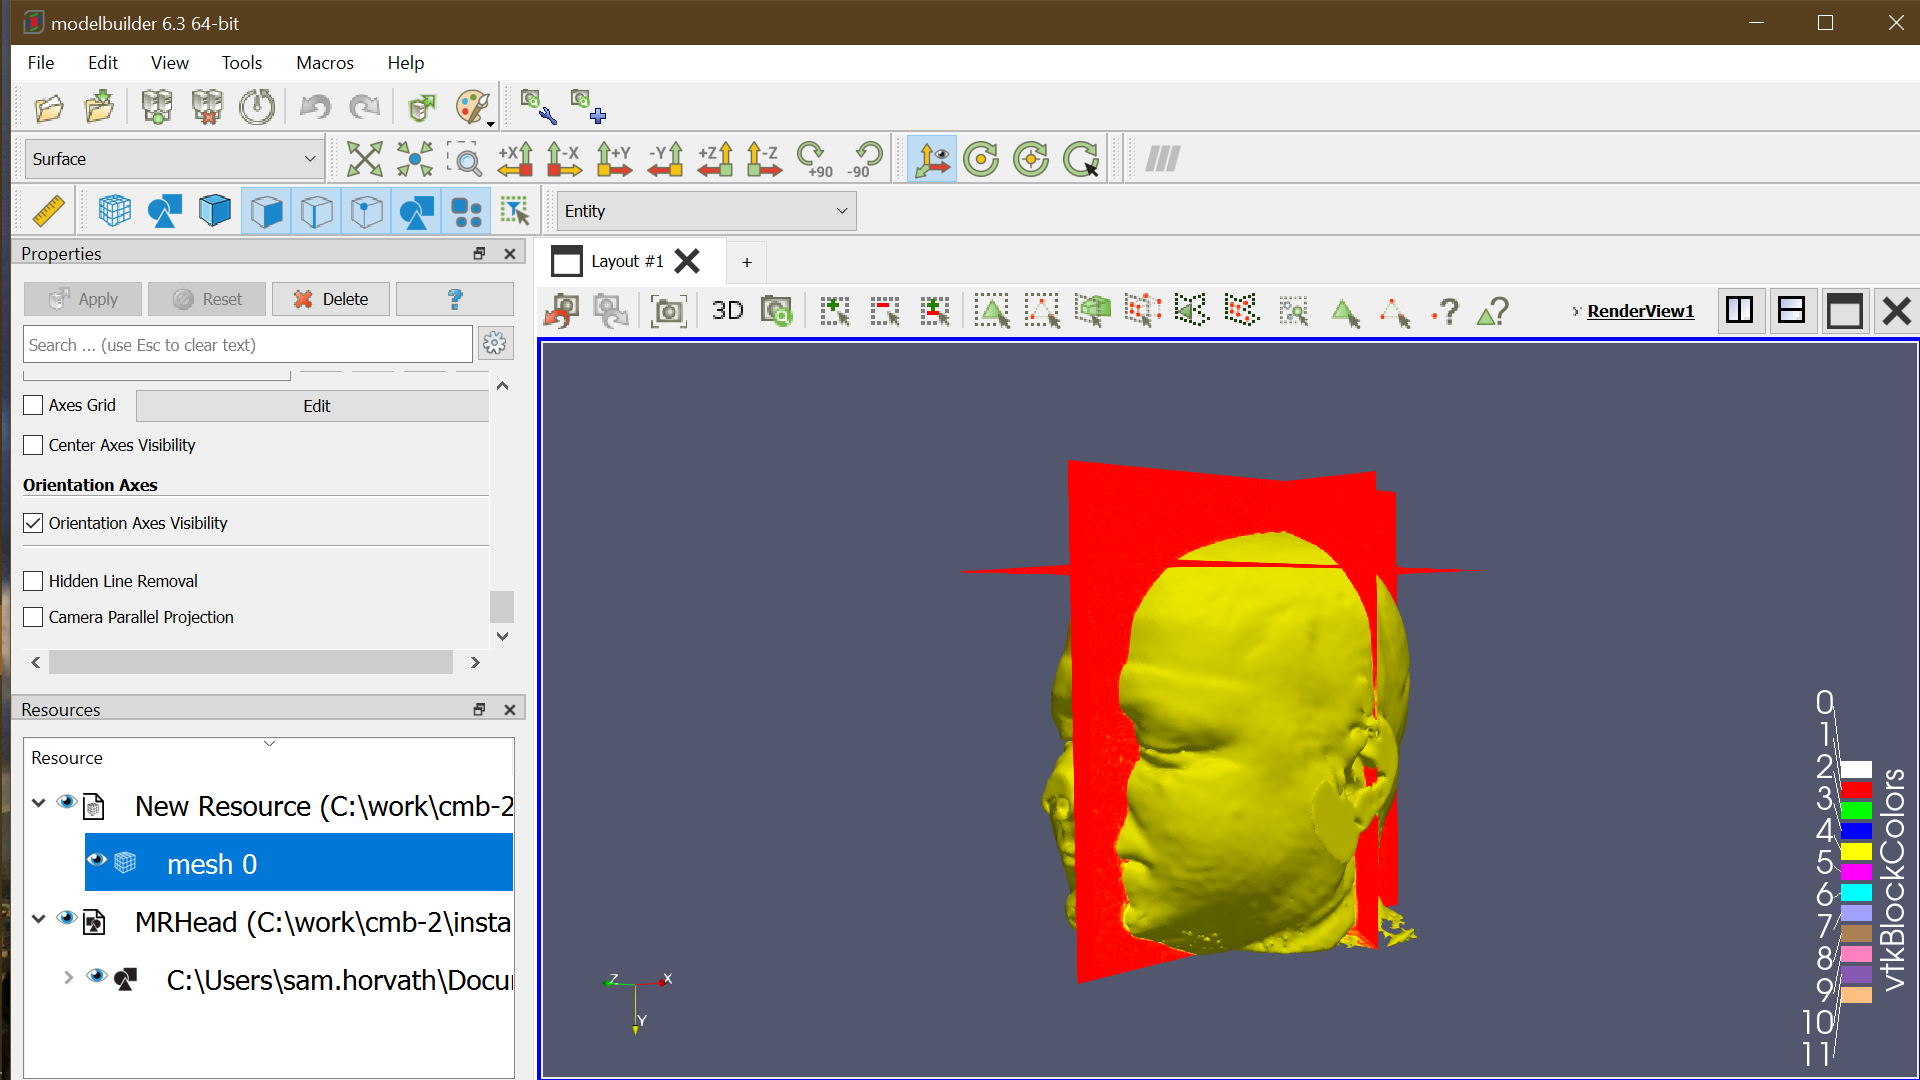 modelbuilder 6.3 64-bit
File Edit View Tools Macros Help
Surface
+X -X +Y -Y +Z -Z +90 -90
Entity
Properties
Layout #1
+
Apply Reset Delete ?
3D
RenderView1
Search ... (use Esc to clear text)
Axes Grid Edit
Center Axes Visibility
Orientation Axes
Orientation Axes Visibility
Hidden Line Removal
Camera Parallel Projection
Resources
Resource
New Resource (C:\work\cmb-2
mesh 0
MRHead (C:\work\cmb-2\insta
C:\Users\sam.horvath\Docu
Z X
Y
0
1
2
3
4
5
6
7
8
9
10
11
vtkBlockColors